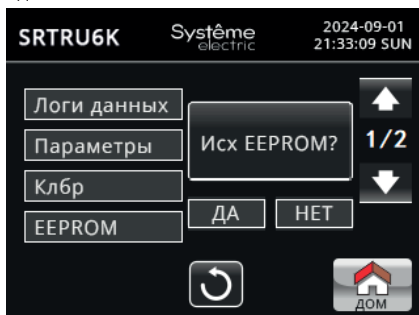 SRTRU6K
Système
electric
2024-09-01
21:33:09 SUN
Логи данных
Параметры
Клбр
EEPROM
Исх EEPROM?
ДА
НЕТ
1/2
ДОМ